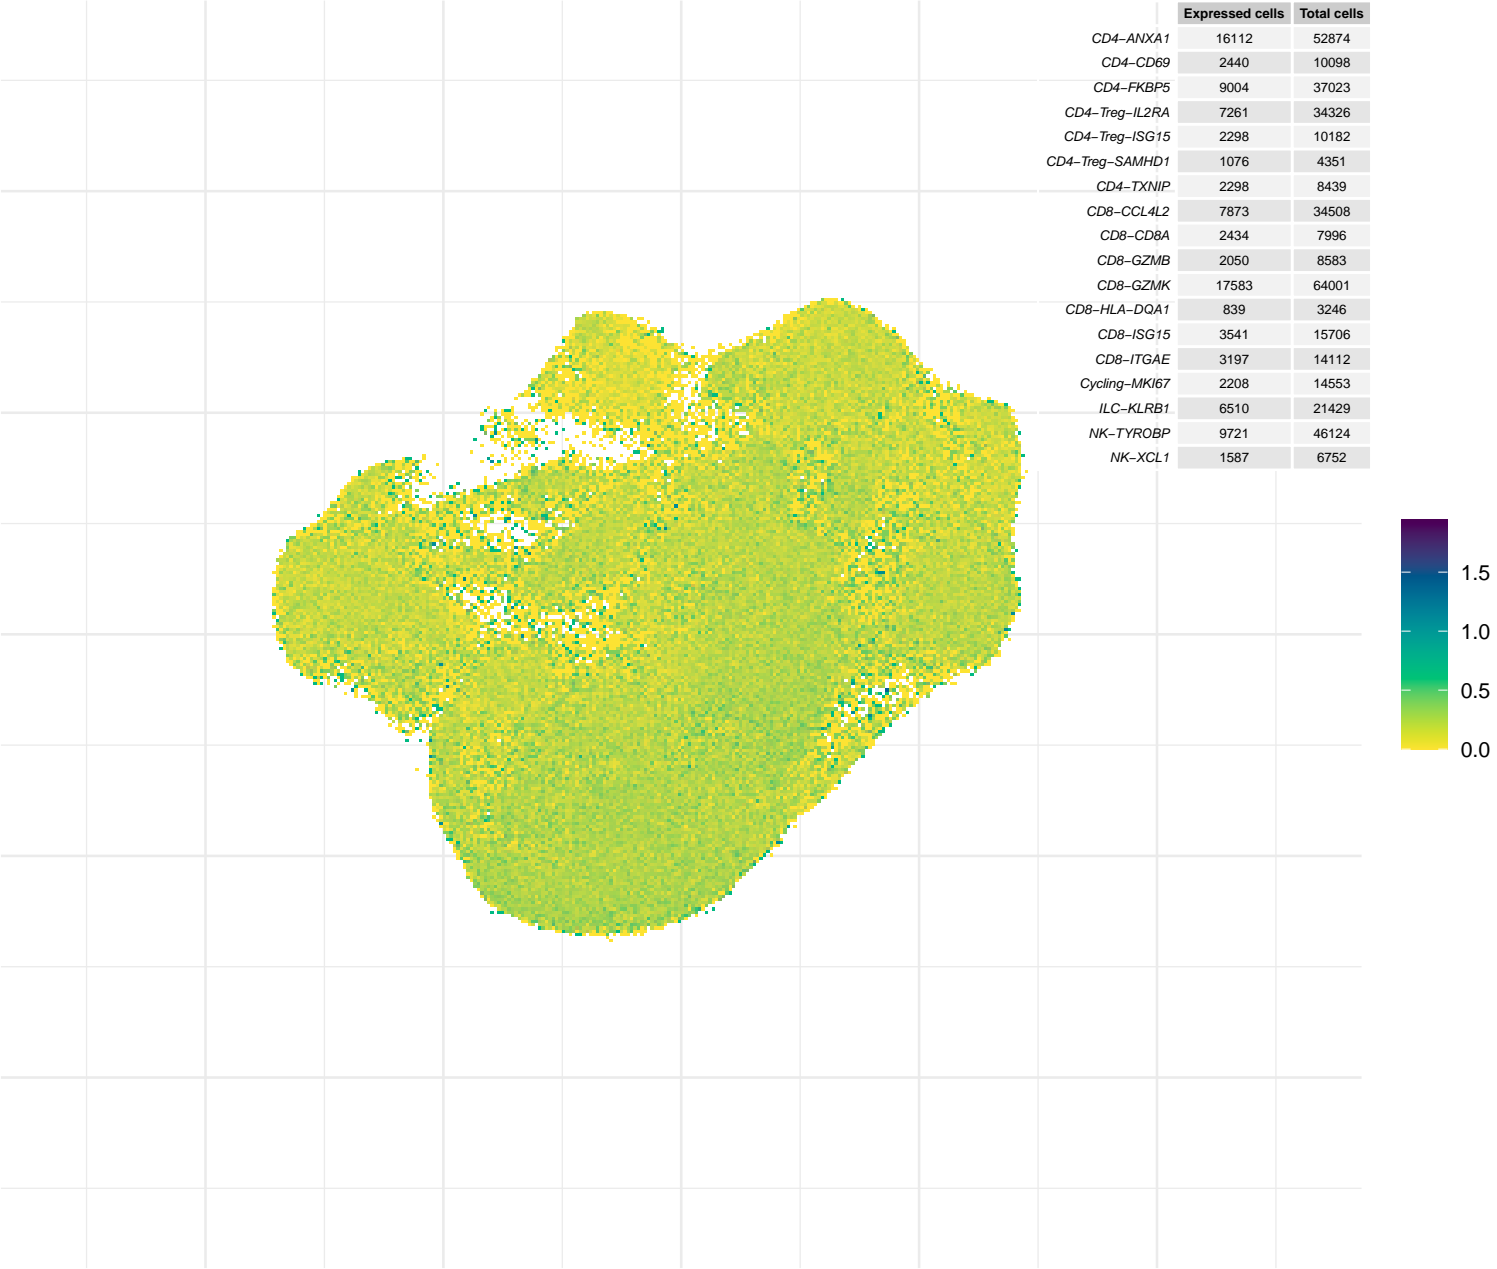 Expressed cells Total cells
CD4−ANXA1 16112 52874
CD4−CD69 2440 10098
CD4−FKBP5 9004 37023
CD4−Treg−IL2RA 7261 34326
CD4−Treg−ISG15 2298 10182
CD4−Treg−SAMHD1 1076 4351
CD4−TXNIP 2298 8439
CD8−CCL4L2 7873 34508
CD8−CD8A 2434 7996
CD8−GZMB 2050 8583
CD8−GZMK 17583 64001
CD8−HLA−DQA1 839 3246
CD8−ISG15 3541 15706
CD8−ITGAE 3197 14112
Cycling−MKI67 2208 14553
ILC−KLRB1 6510 21429
NK−TYROBP 9721 46124
NK−XCL1 1587 6752
1.5
1.0
0.5
0.0